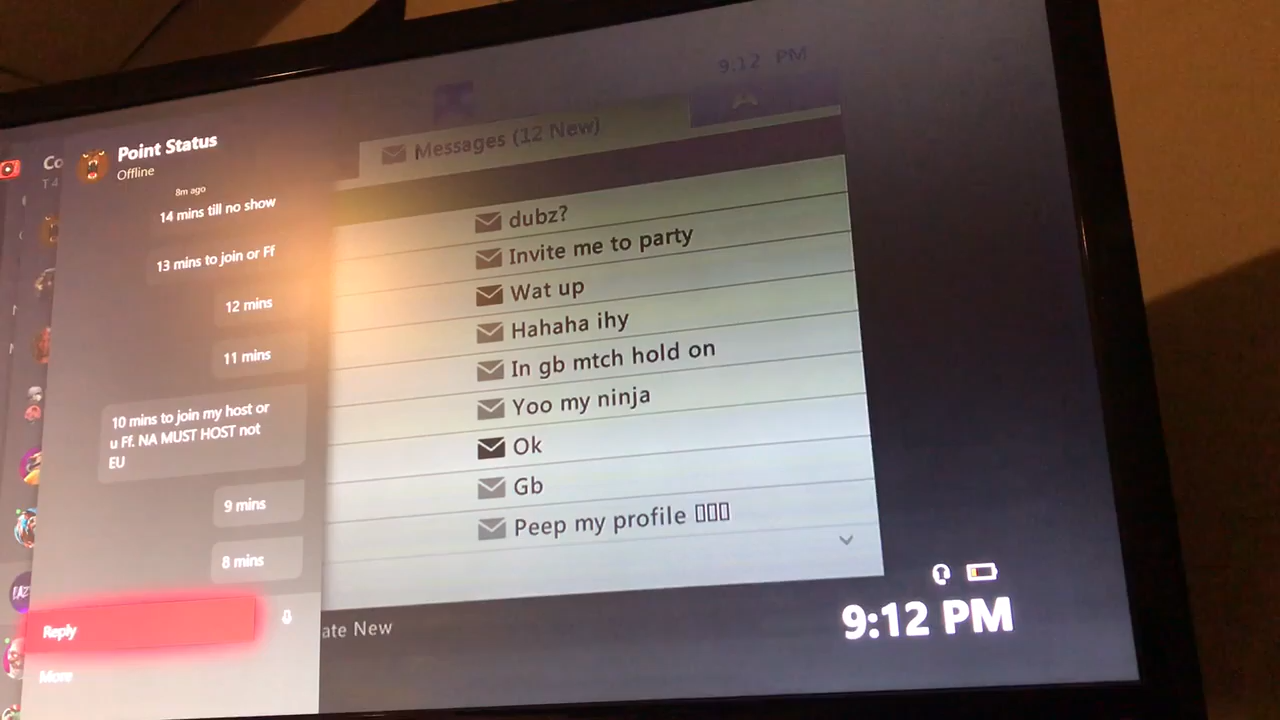 9:12 PM
Messages (12 New)
Point Status
Offline
8m ago
14 mins till no show
13 mins to join or Ff
12 mins
11 mins
10 mins to join my host or
u Ff. NA MUST HOST not
EU
9 mins
8 mins
Reply
More
Co
dubz?
Invite me to party
Wat up
Hahaha ihy
In gb mtch hold on
Yoo my ninja
Ok
Gb
Peep my profile
ate New
9:12 PM